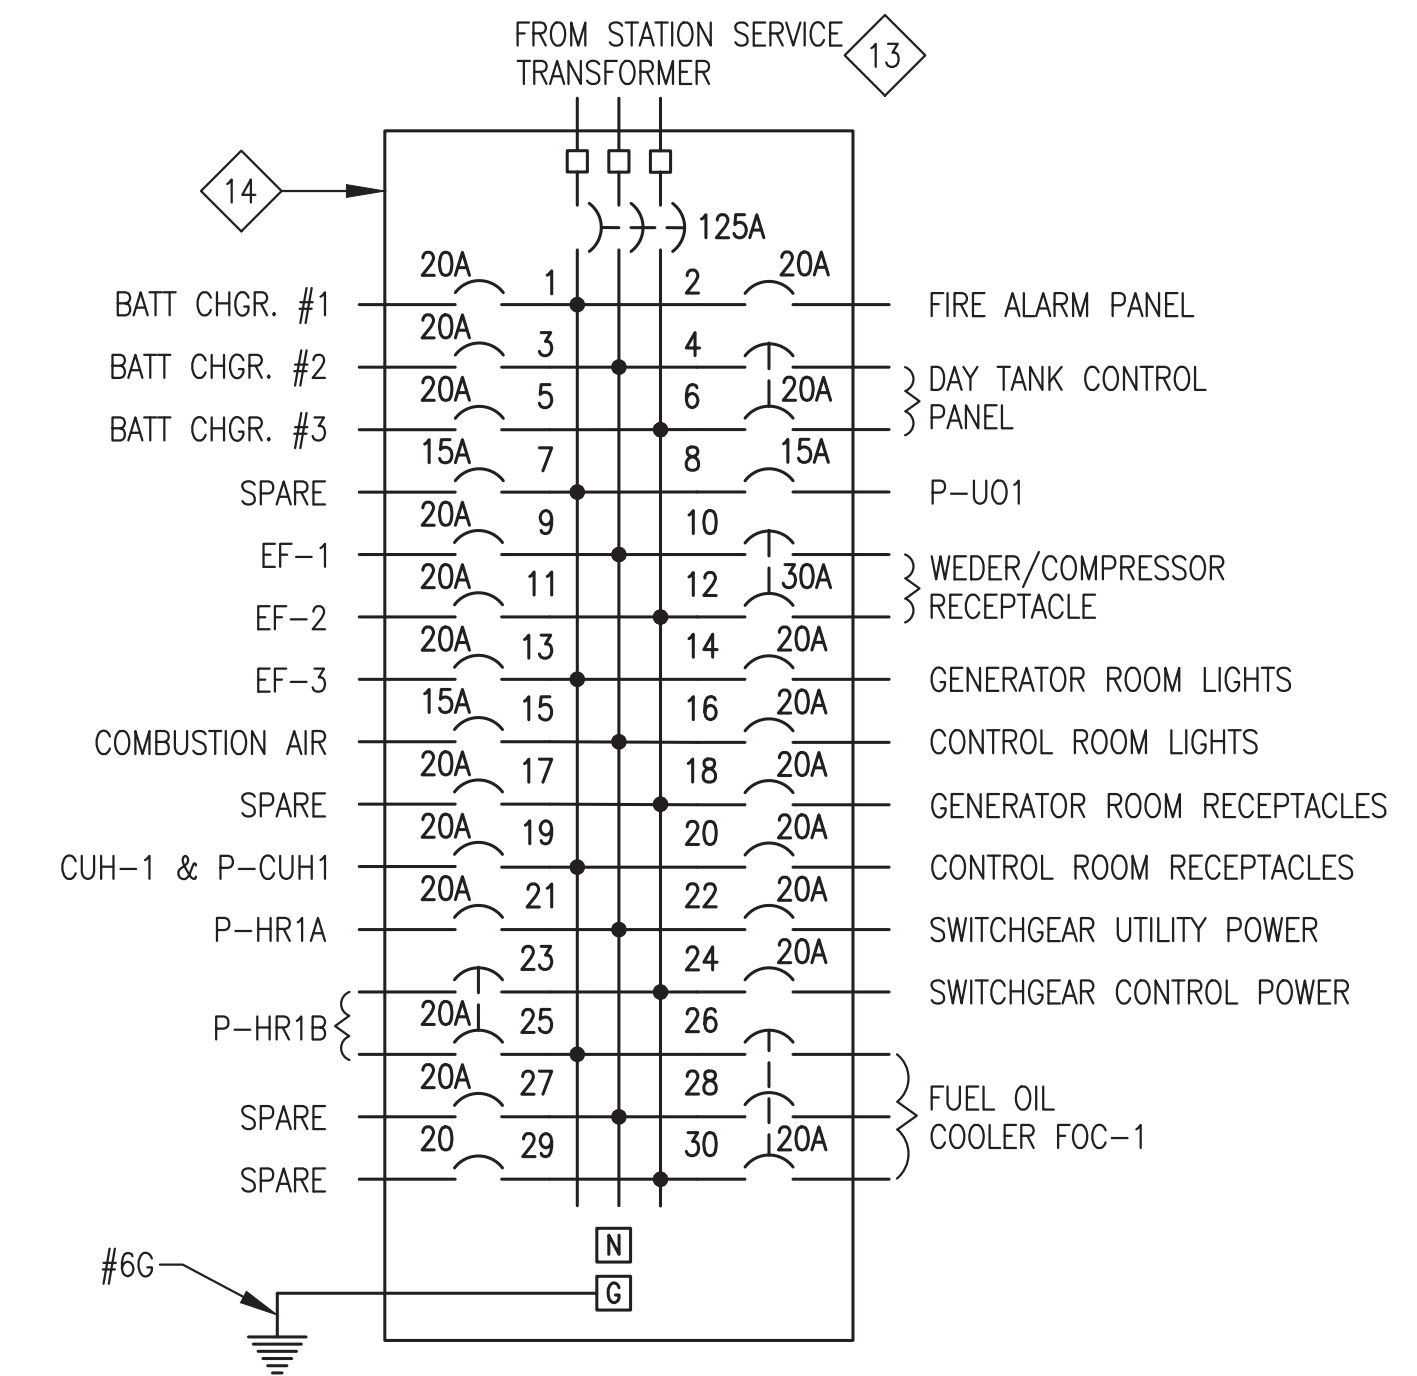 FROM STATION SERVICE
TRANSFORMER
13
14
125A
BATT CHGR. #1 20A 1 2 20A FIRE ALARM PANEL
BATT CHGR. #2 20A 3 4
20A DAY TANK CONTROL
PANEL
BATT CHGR. #3 20A 5 6
SPARE 15A 7 8 15A P-UO1
EF-1 20A 9 10
30A WEDER/COMPRESSOR
RECEPTACLE
EF-2 20A 11 12
EF-3 20A 13 14 20A GENERATOR ROOM LIGHTS
COMBUSTION AIR 15A 15 16 20A CONTROL ROOM LIGHTS
SPARE 20A 17 18 20A GENERATOR ROOM RECEPTACLES
CUH-1 & P-CUH1 20A 19 20 20A CONTROL ROOM RECEPTACLES
P-HR1A 20A 21 22 20A SWITCHGEAR UTILITY POWER
23 24 20A SWITCHGEAR CONTROL POWER
P-HR1B 20A 25 26
SPARE 20A 27 28
FUEL OIL
COOLER FOC-1
SPARE 20 29 30 20A
N
#6G
G